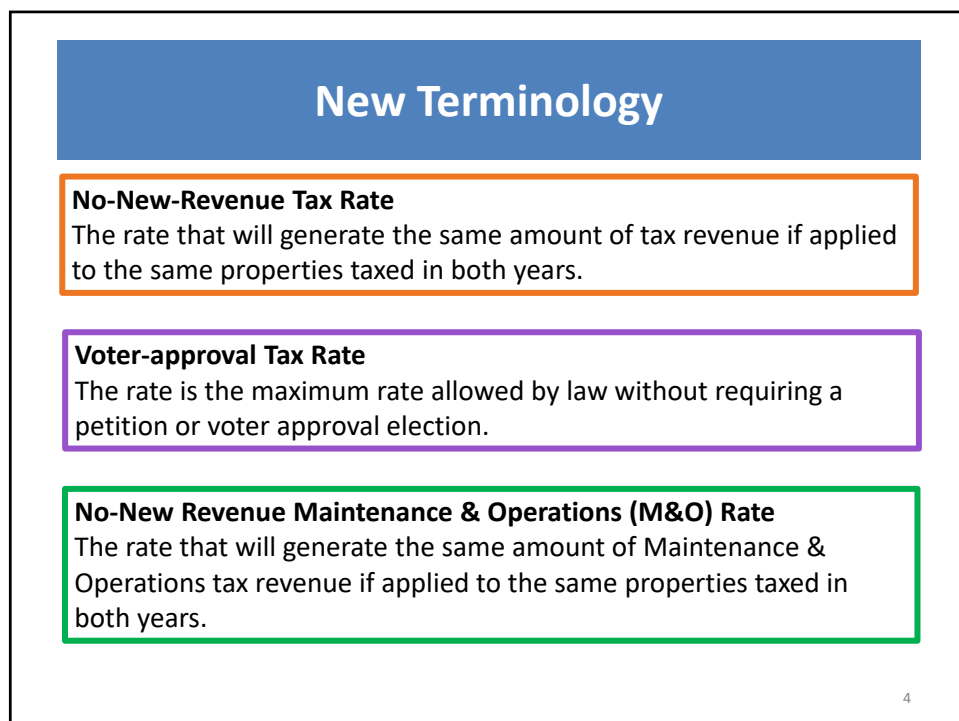 New Terminology
No-New-Revenue Tax Rate
The rate that will generate the same amount of tax revenue if applied
to the same properties taxed in both years.
Voter-approval Tax Rate
The rate is the maximum rate allowed by law without requiring a
petition or voter approval election.
No-New Revenue Maintenance & Operations (M&O) Rate
The rate that will generate the same amount of Maintenance &
Operations tax revenue if applied to the same properties taxed in
both years.
4